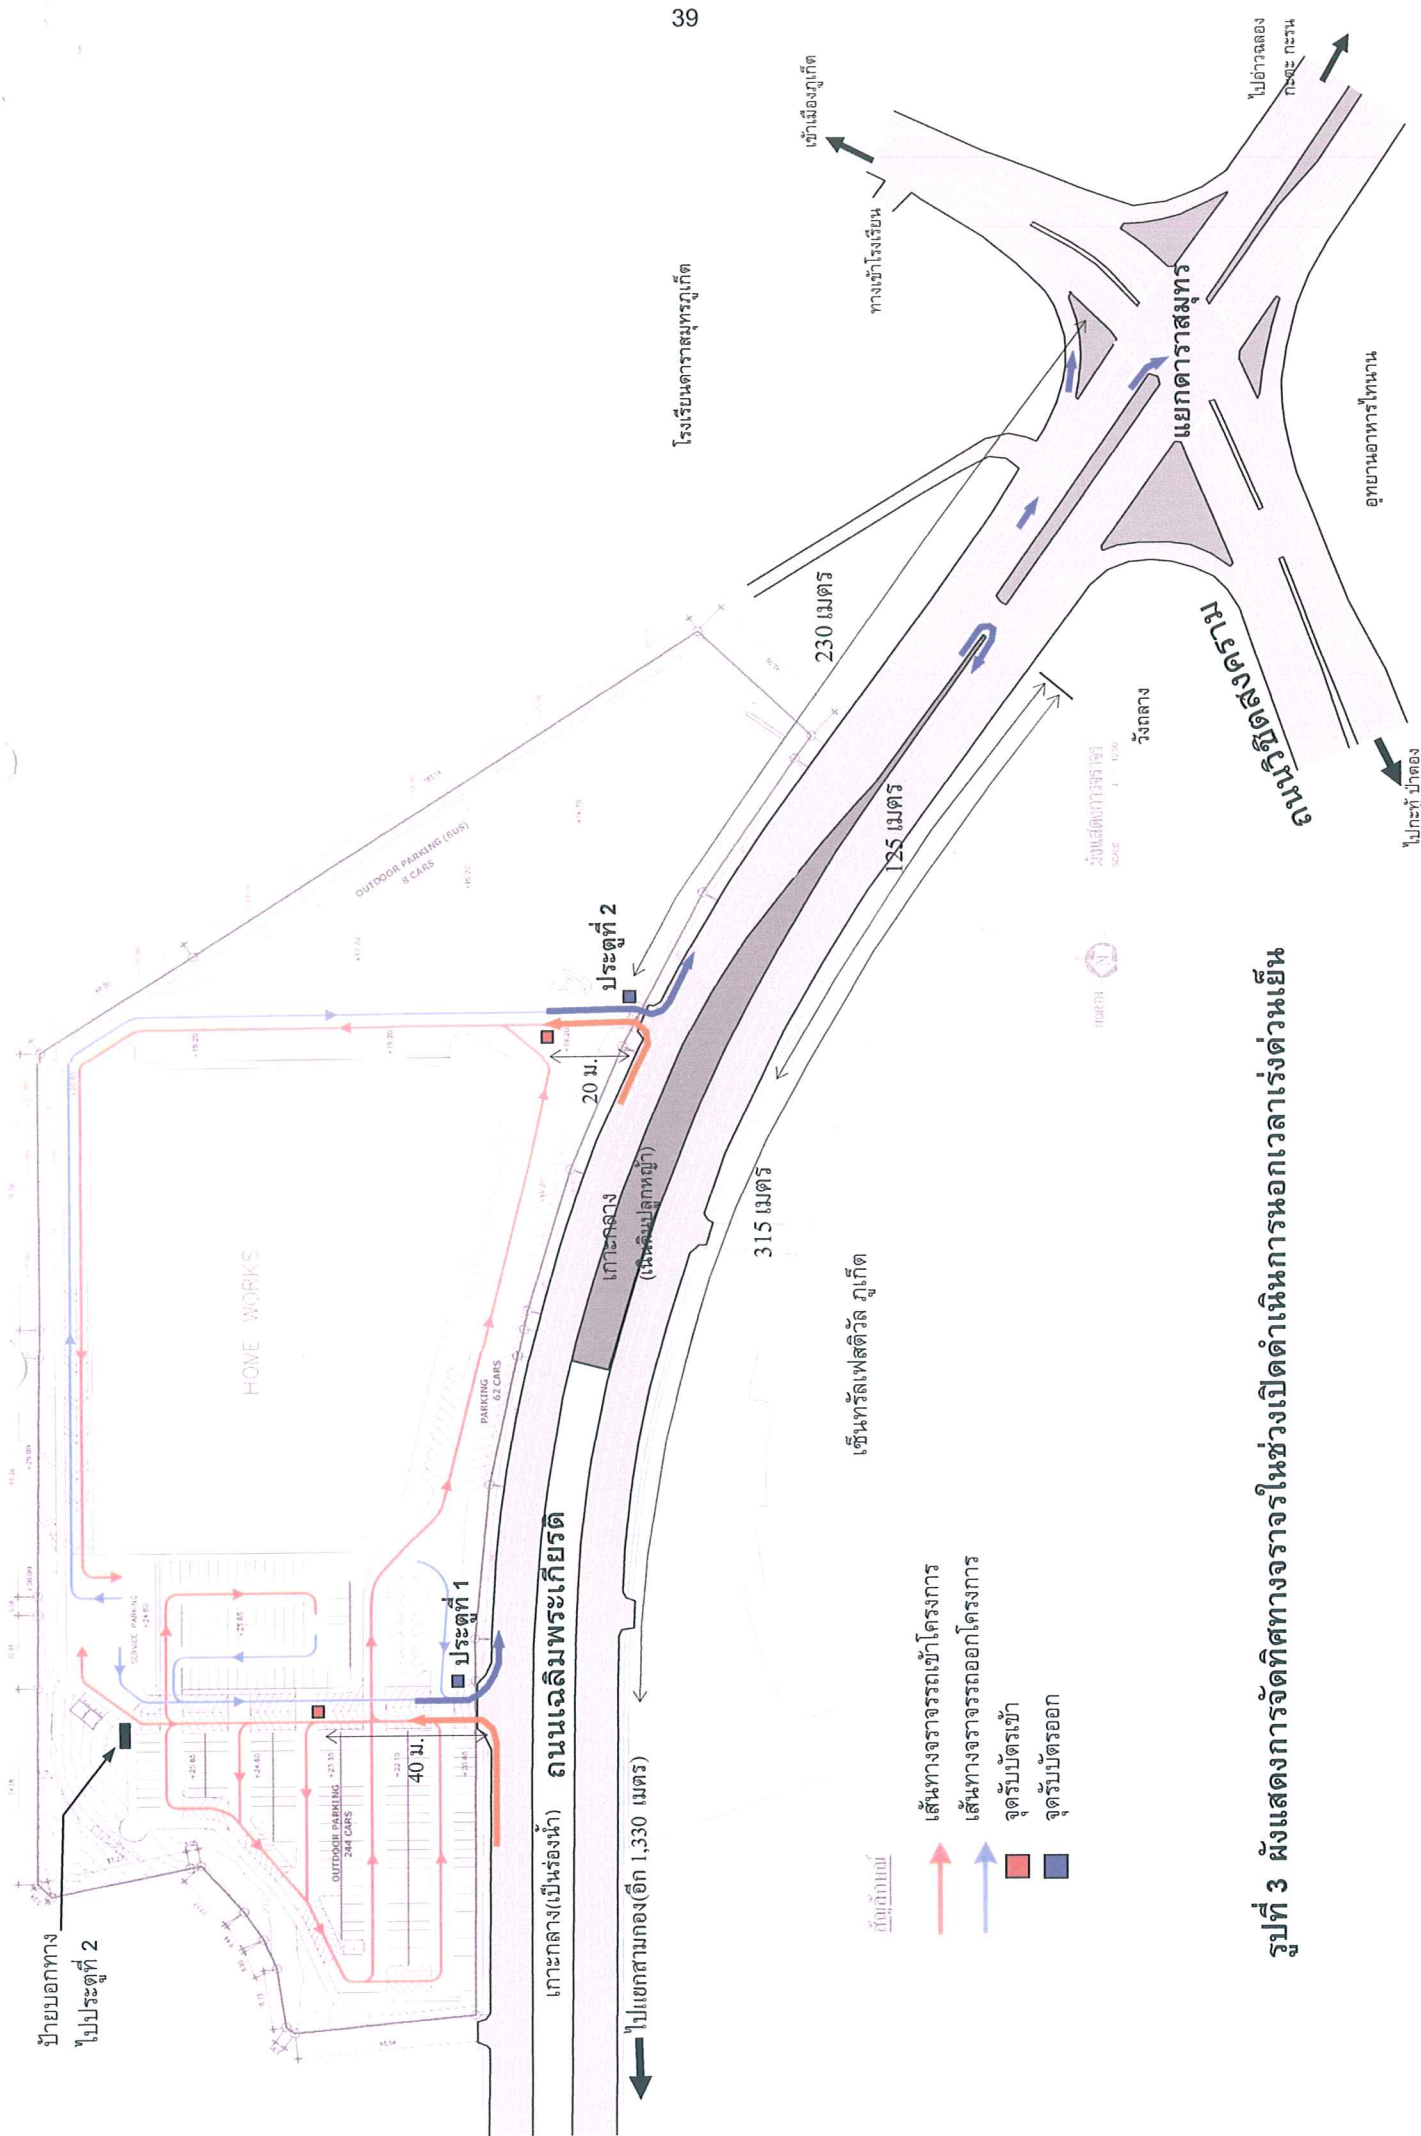 39
ป้ายบอกทาง
ไปประตูที่ 2
HOME WORKS
OUTDOOR PARKING (BUS)
8 CARS
SERVICE PARKING
OUTDOOR PARKING
244 CARS
PARKING
62 CARS
40 ม.
20 ม.
ประตูที่ 1
ประตูที่ 2
เกาะกลาง(เป็นร่องน้ำ)
ถนนเฉลิมพระเกียรติ
เกาะกลาง
(เนินดินปลูกหญ้า)
ไปแยกสามกอง(อีก 1,330 เมตร)
315 เมตร
125 เมตร
230 เมตร
โรงเรียนดาราสมุทรภูเก็ต
ทางเข้าโรงเรียน
เข้าเมืองภูเก็ต
ไปอ่าวฉลอง
กะตะ กะรน
แยกดาราสมุทร
อุทยานอาหารไทนาน
ถนนวิชิตสงคราม
ไปกะทู้ ป่าตอง
วังถลาง
ผังแสดงการจราจร
NORTH
N
เซ็นทรัลเฟสติวัล ภูเก็ต
สัญลักษณ์
เส้นทางจราจรรถเข้าโครงการ
เส้นทางจราจรรถออกโครงการ
จุดรับบัตรเข้า
จุดรับบัตรออก
รูปที่ 3 ผังแสดงการจัดทิศทางจราจรในช่วงเปิดดำเนินการนอกเวลาเร่งด่วนเย็น